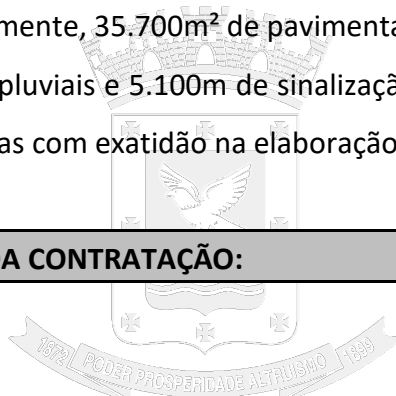 mente, 35.700m² de pavimenta
pluviais e 5.100m de sinalizaçã
as com exatidão na elaboração
DA CONTRATAÇÃO:
1872 PODER PROSPERIDADE ALTRUISMO 1899